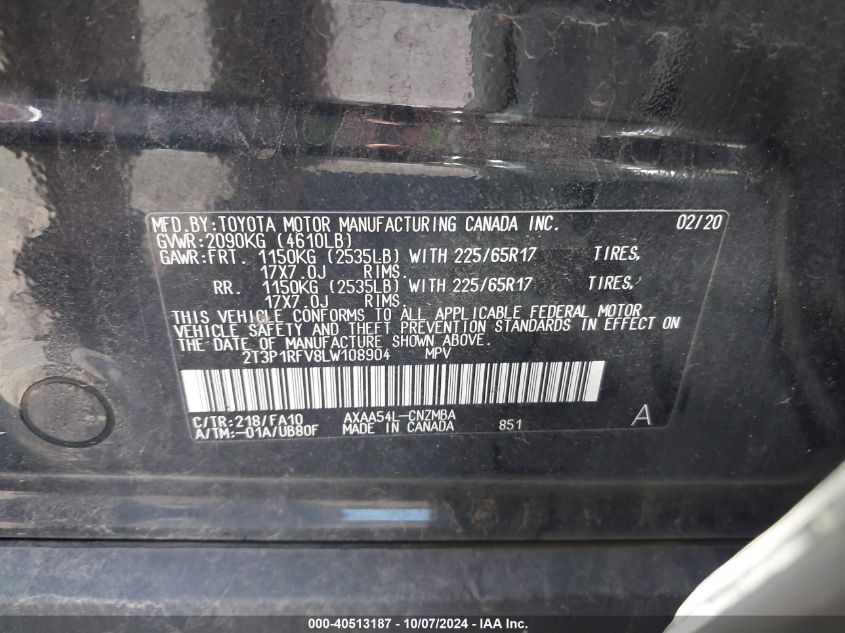 MFD.BY:TOYOTA MOTOR MANUFACTURING CANADA INC. 02/20
GVWR:2090KG (4610LB)
GAWR:FRT. 1150KG (2535LB) WITH 225/65R17 TIRES,
17X7.0J RIMS.
RR. 1150KG (2535LB) WITH 225/65R17 TIRES,
17X7.0J RIMS.
THIS VEHICLE CONFORMS TO ALL APPLICABLE FEDERAL MOTOR
VEHICLE SAFETY AND THEFT PREVENTION STANDARDS IN EFFECT ON
THE DATE OF MANUFACTURE SHOWN ABOVE.
2T3P1RFV8LW108904 MPV
C/TR:218/FA10 AXAA54L-CNZMBA
A/TM:-01A/UB80F MADE IN CANADA 851 A
000-40513187 - 10/07/2024 - IAA Inc.